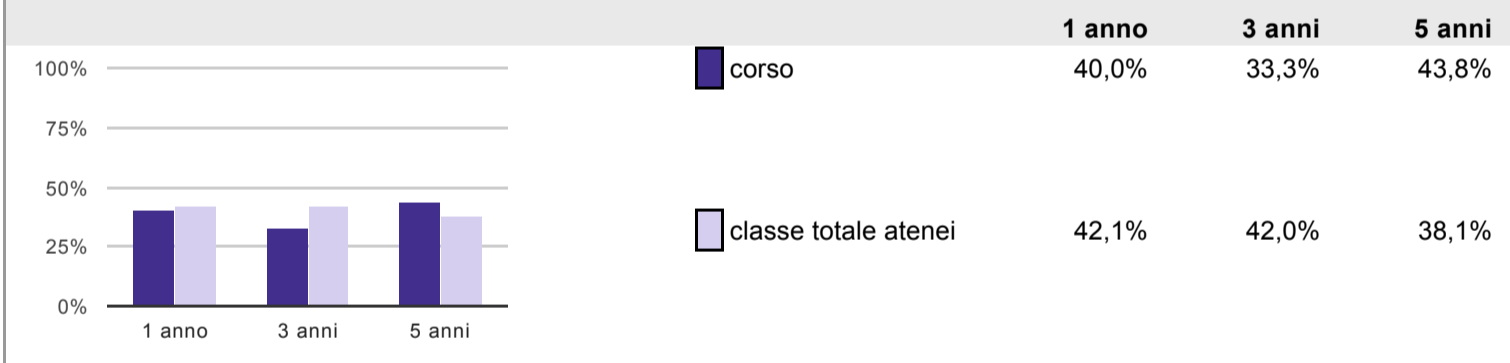 1 anno 3 anni 5 anni
100%
75%
50%
25%
0%
1 anno 3 anni 5 anni
corso 40,0% 33,3% 43,8%
classe totale atenei 42,1% 42,0% 38,1%